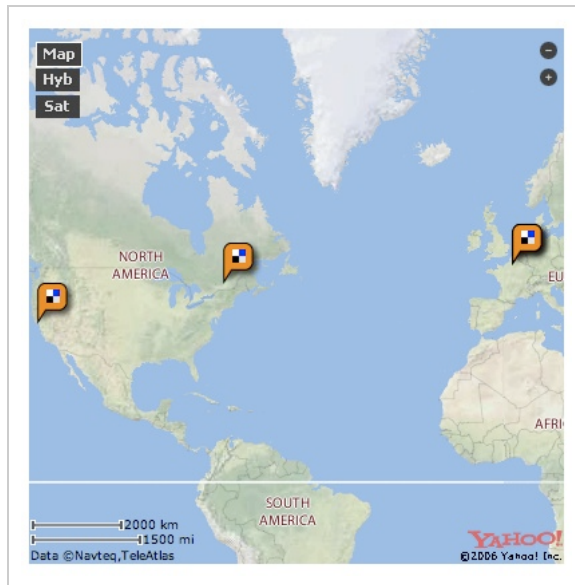 Map
Hyb
Sat
NORTH
AMERICA
EU
AFRI
SOUTH
AMERICA
2000 km
1500 mi
Data ©Navteq,TeleAtlas
YAHOO!
©2006 Yahoo! Inc.